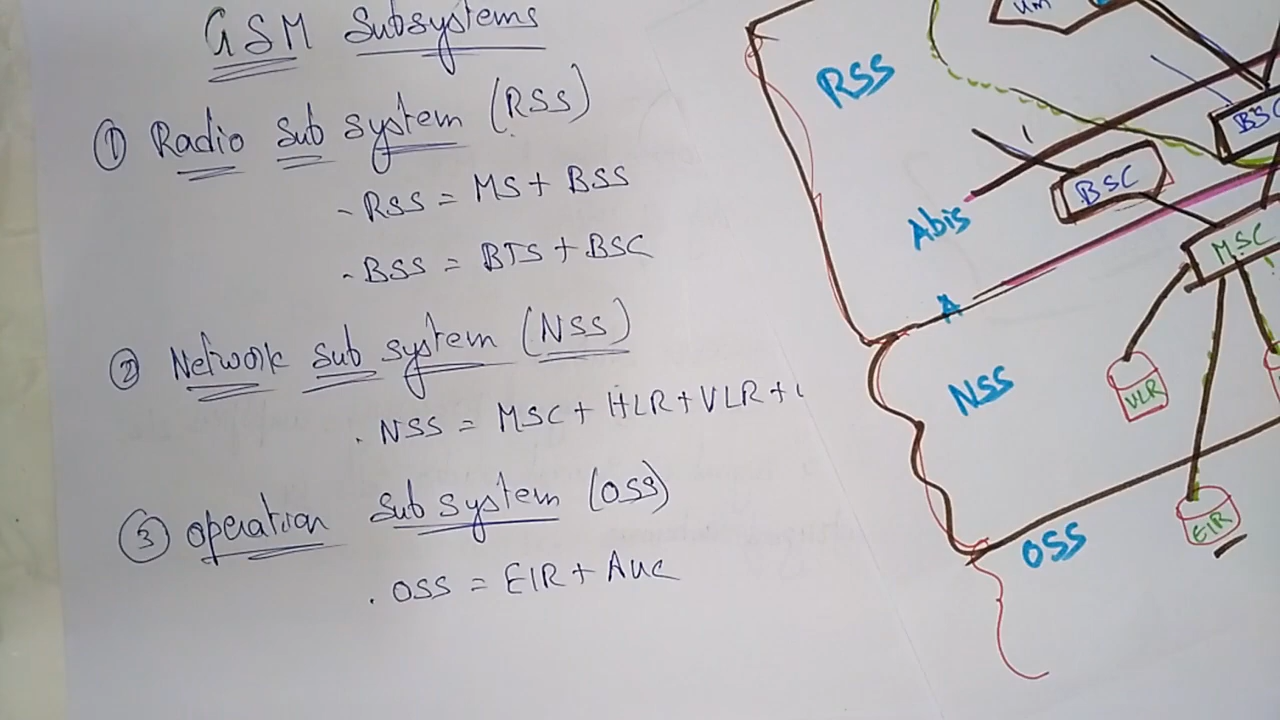 GSM Subsystems
① Radio Sub system (RSS)
- RSS = MS + BSS
- BSS = BTS + BSC
② Network Sub system (NSS)
. NSS = MSC + HLR + VLR +
③ operation Sub system (OSS)
. OSS = EIR + AUC
Um
RSS
BSC
BSC
Abis
MSC
A
NSS
VLR
OSS
EIR